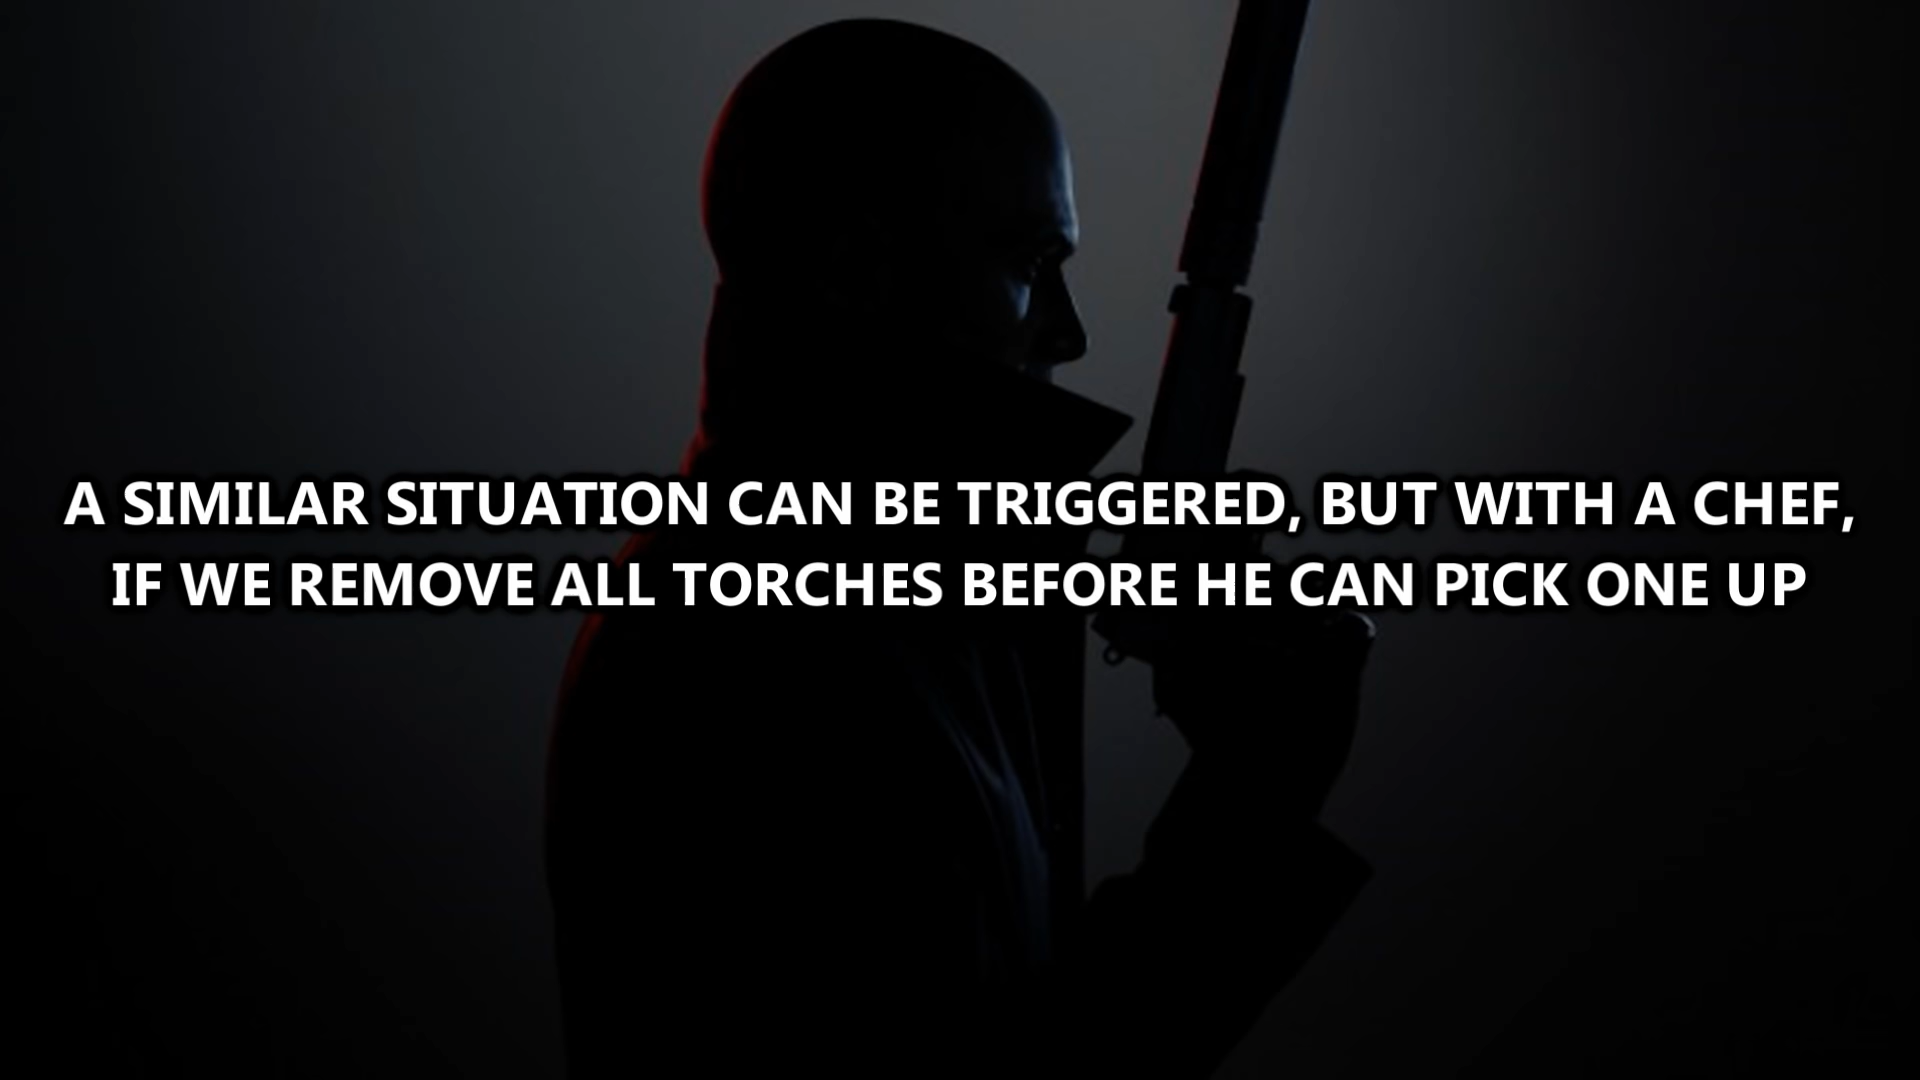 A SIMILAR SITUATION CAN BE TRIGGERED, BUT WITH A CHEF,
IF WE REMOVE ALL TORCHES BEFORE HE CAN PICK ONE UP